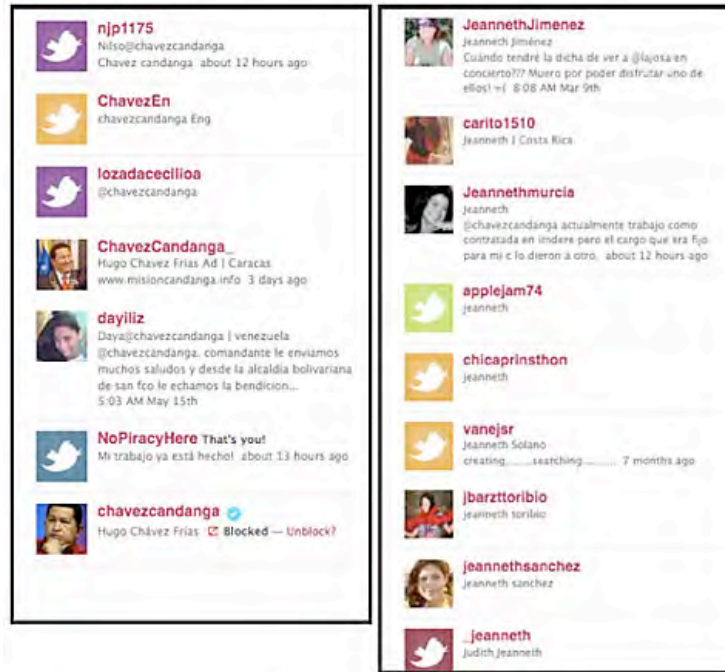 njp1175
Nilso@chavezcandanga
Chavez candanga about 12 hours ago
ChavezEn
chavezcandanga Eng
lozadacecilioa
@chavezcandanga
ChavezCandanga_
Hugo Chavez Frias Ad | Caracas
www.misioncandanga.info 3 days ago
dayiliz
Daya@chavezcandanga | venezuela
@chavezcandanga, comandante le enviamos
muchos saludos y desde la alcaldia bolivariana
de san fco le echamos la bendicion...
5:03 AM May 15th
NoPiracyHere That's you!
Mi trabajo ya está hecho! about 13 hours ago
chavezcandanga
Hugo Chávez Frías Blocked — Unblock?
JeannethJimenez
Jeanneth Jiménez
Cuándo tendré la dicha de ver a @lajosa en
concierto??? Muero por poder disfrutar uno de
ellos! =( 8:08 AM Mar 9th
carito1510
Jeanneth | Costa Rica
Jeannethmurcia
Jeanneth
@chavezcandanga actualmente trabajo como
contratada en imdere pero el cargo que era fijo
para mi c lo dieron a otro. about 12 hours ago
applejam74
jeanneth
chicaprinsthon
jeanneth
vanejsr
Jeanneth Solano
creating.......searching.......... 7 months ago
jbarzttoribio
jeanneth toribio
jeannethsanchez
jeanneth sanchez
_jeanneth
Judith Jeanneth